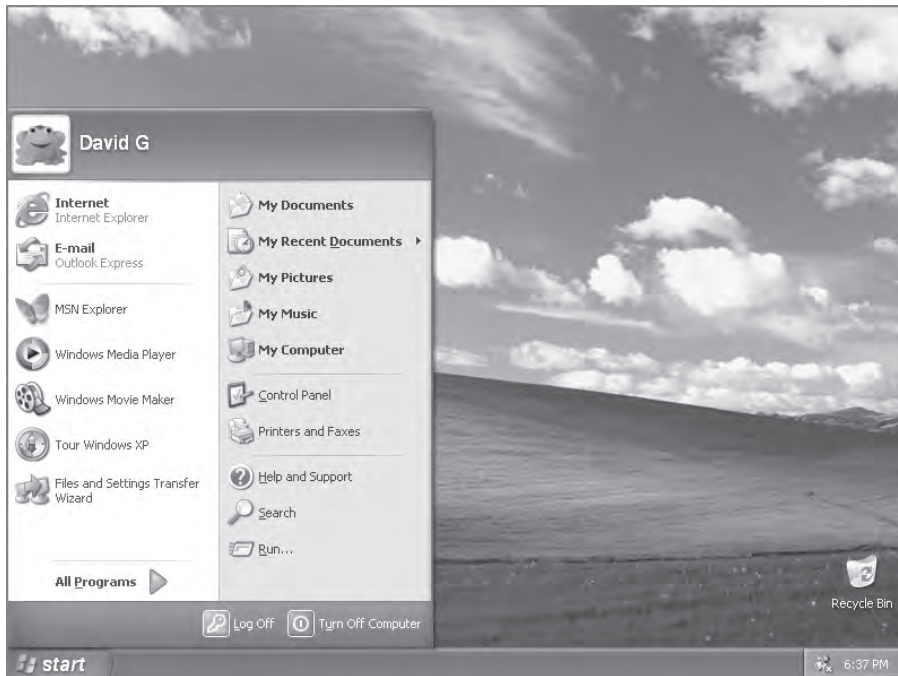 David G
Internet
Internet Explorer
E-mail
Outlook Express
MSN Explorer
Windows Media Player
Windows Movie Maker
Tour Windows XP
Files and Settings Transfer
Wizard
All Programs
My Documents
My Recent Documents
My Pictures
My Music
My Computer
Control Panel
Printers and Faxes
Help and Support
Search
Run...
Log Off
Turn Off Computer
Recycle Bin
start
6:37 PM